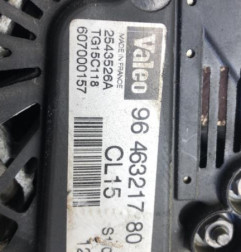 Valeo
MADE IN FRANCE
2543526A
TG15C118
607000157
96 463217 80
CL15